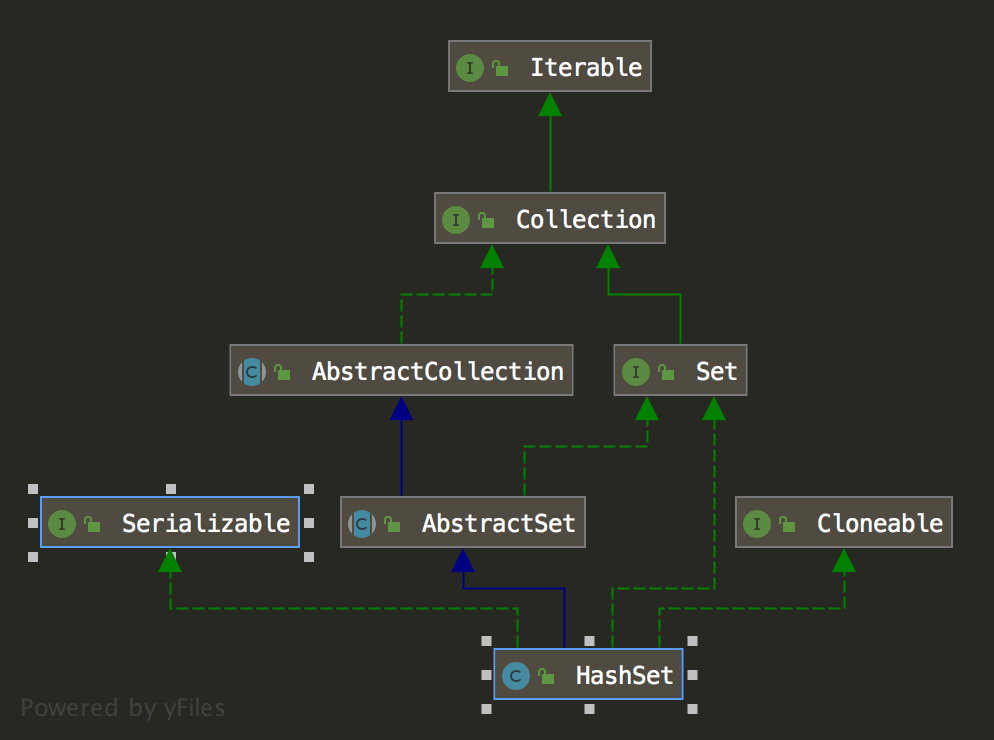 I Iterable
I Collection
C AbstractCollection
I Set
I Serializable
C AbstractSet
I Cloneable
C HashSet
Powered by yFiles